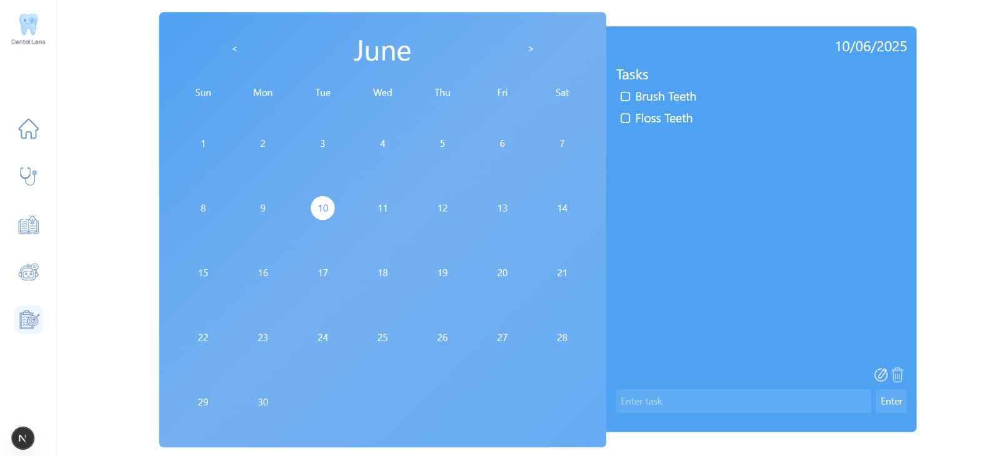 Dental Lens
< June >
Sun Mon Tue Wed Thu Fri Sat
1 2 3 4 5 6 7
8 9 10 11 12 13 14
15 16 17 18 19 20 21
22 23 24 25 26 27 28
29 30
10/06/2025
Tasks
Brush Teeth
Floss Teeth
Enter task
Enter
N